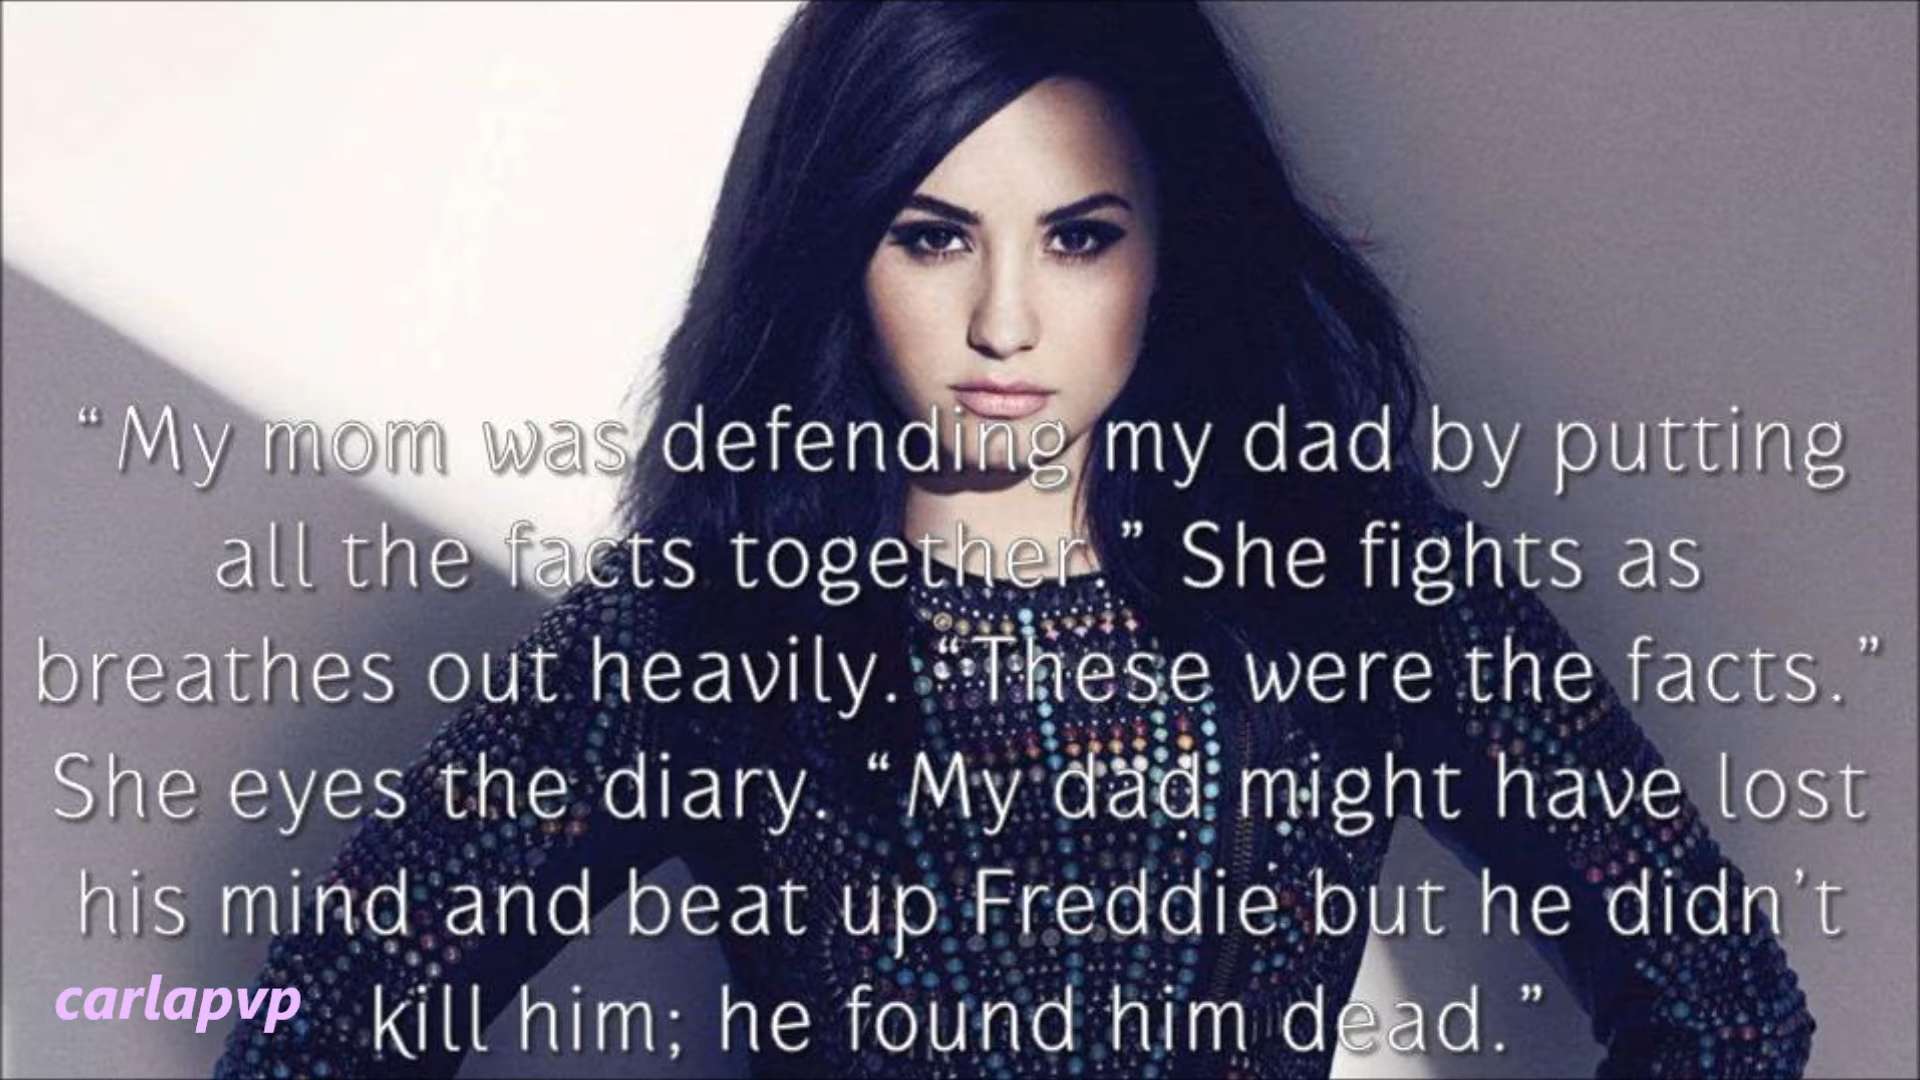 “My mom was defending my dad by putting
all the facts together.” She fights as
breathes out heavily. “These were the facts.”
She eyes the diary. “My dad might have lost
his mind and beat up Freddie but he didn’t
kill him; he found him dead.”
carlapvp